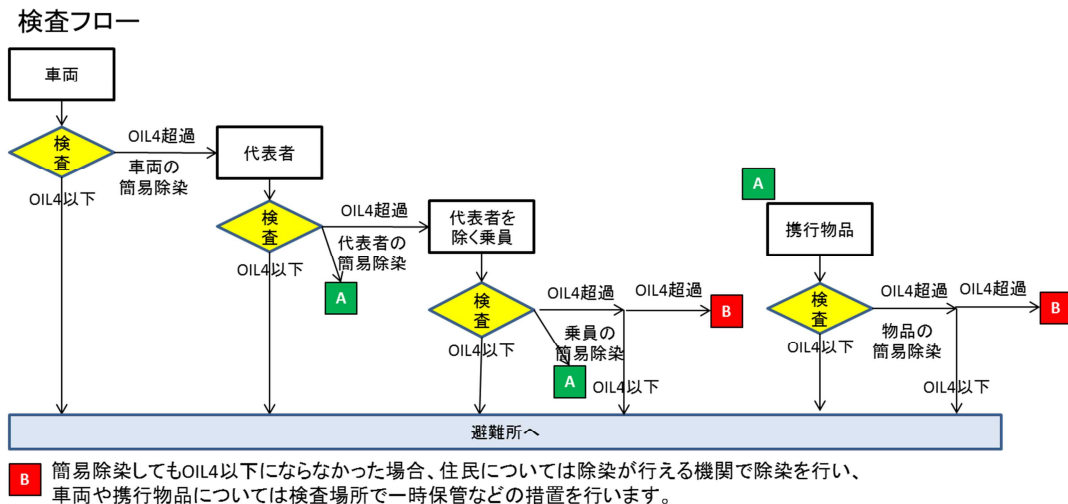 検査フロー
車両
検査
OIL4超過
車両の
簡易除染
OIL4以下
代表者
検査
OIL4超過
代表者の
簡易除染
OIL4以下
A
代表者を
除く乗員
検査
OIL4超過
OIL4超過
B
乗員の
簡易除染
OIL4以下
A
OIL4以下
A
携行物品
検査
OIL4超過
OIL4超過
B
物品の
簡易除染
OIL4以下
OIL4以下
避難所へ
B 簡易除染してもOIL4以下にならなかった場合、住民については除染が行える機関で除染を行い、
車両や携行物品については検査場所で一時保管などの措置を行います。